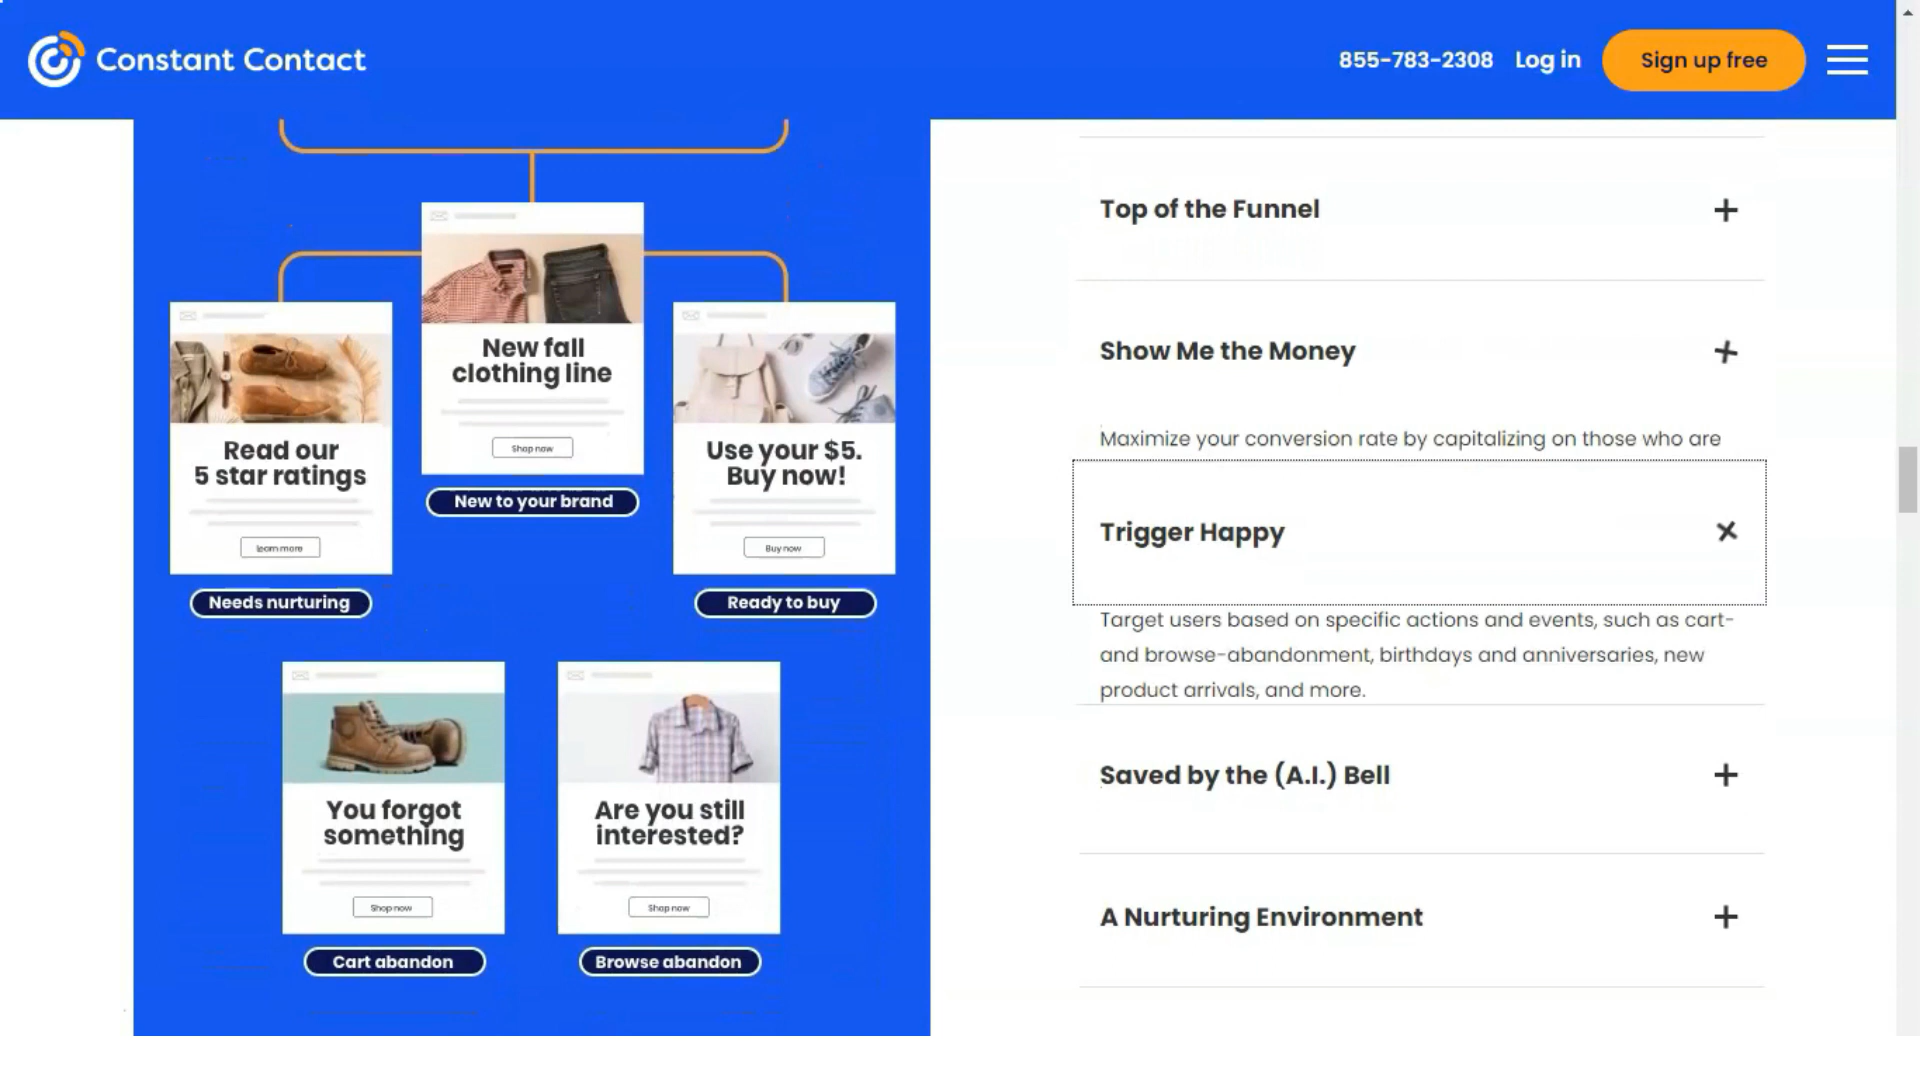 Constant Contact
855-783-2308 Log in Sign up free
New fall
clothing line
Shop now
New to your brand
Read our
5 star ratings
learn more
Needs nurturing
Use your $5.
Buy now!
Buy now
Ready to buy
You forgot
something
Shop now
Cart abandon
Are you still
interested?
Shop now
Browse abandon
Top of the Funnel
Show Me the Money
Maximize your conversion rate by capitalizing on those who are
Trigger Happy
Target users based on specific actions and events, such as cart-
and browse-abandonment, birthdays and anniversaries, new
product arrivals, and more.
Saved by the (A.I.) Bell
A Nurturing Environment